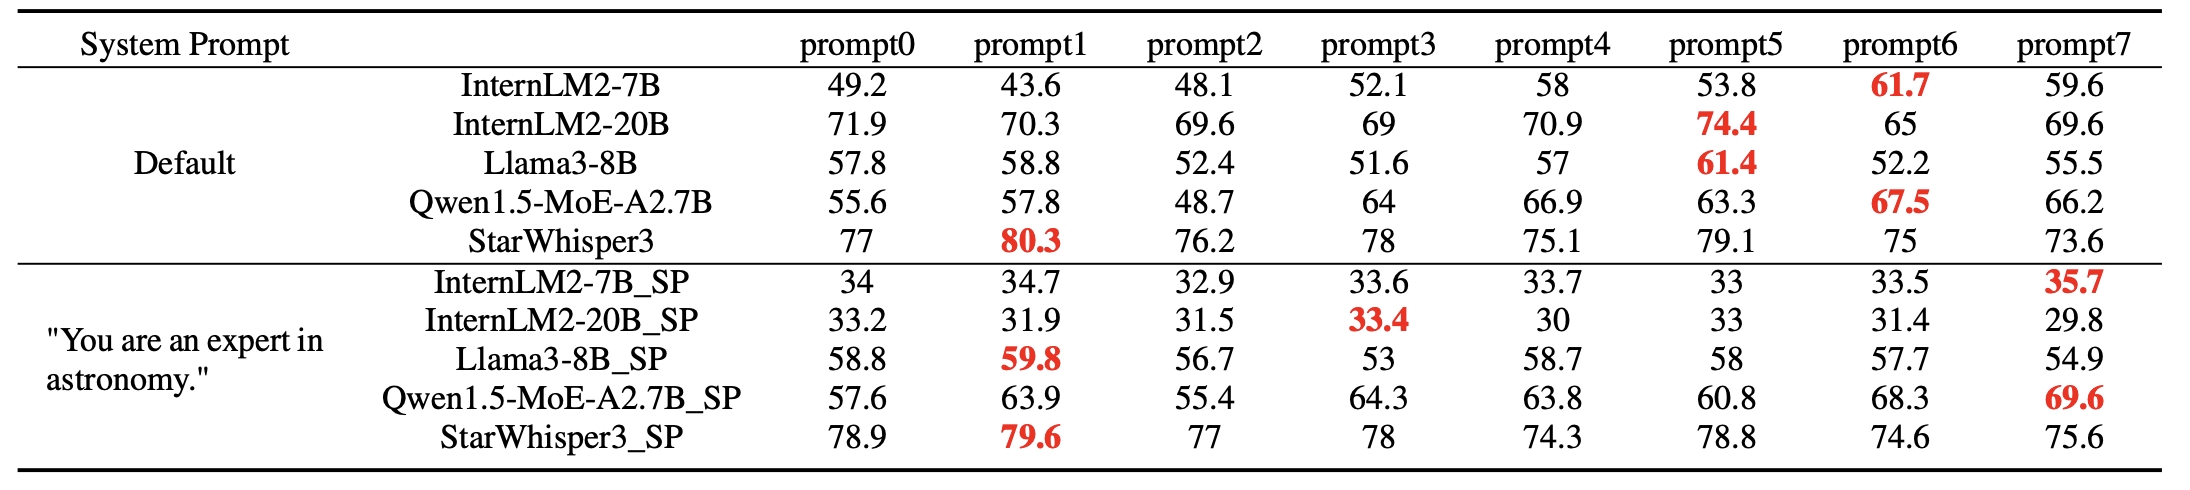 System Prompt prompt0 prompt1 prompt2 prompt3 prompt4 prompt5 prompt6 prompt7
InternLM2-7B 49.2 43.6 48.1 52.1 58 53.8 61.7 59.6
InternLM2-20B 71.9 70.3 69.6 69 70.9 74.4 65 69.6
Default Llama3-8B 57.8 58.8 52.4 51.6 57 61.4 52.2 55.5
Qwen1.5-MoE-A2.7B 55.6 57.8 48.7 64 66.9 63.3 67.5 66.2
StarWhisper3 77 80.3 76.2 78 75.1 79.1 75 73.6
InternLM2-7B_SP 34 34.7 32.9 33.6 33.7 33 33.5 35.7
InternLM2-20B_SP 33.2 31.9 31.5 33.4 30 33 31.4 29.8
"You are an expert in
astronomy."
Llama3-8B_SP 58.8 59.8 56.7 53 58.7 58 57.7 54.9
Qwen1.5-MoE-A2.7B_SP 57.6 63.9 55.4 64.3 63.8 60.8 68.3 69.6
StarWhisper3_SP 78.9 79.6 77 78 74.3 78.8 74.6 75.6